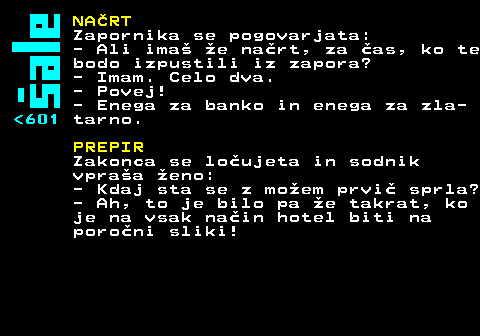 Šale
<601
NAČRT
Zapornika se pogovarjata:
- Ali imaš že načrt, za čas, ko te
bodo izpustili iz zapora?
- Imam. Celo dva.
- Povej!
- Enega za banko in enega za zla-
tarno.
PREPIR
Zakonca se ločujeta in sodnik
vpraša ženo:
- Kdaj sta se z možem prvič sprla?
- Ah, to je bilo pa že takrat, ko
je na vsak način hotel biti na
poročni sliki!